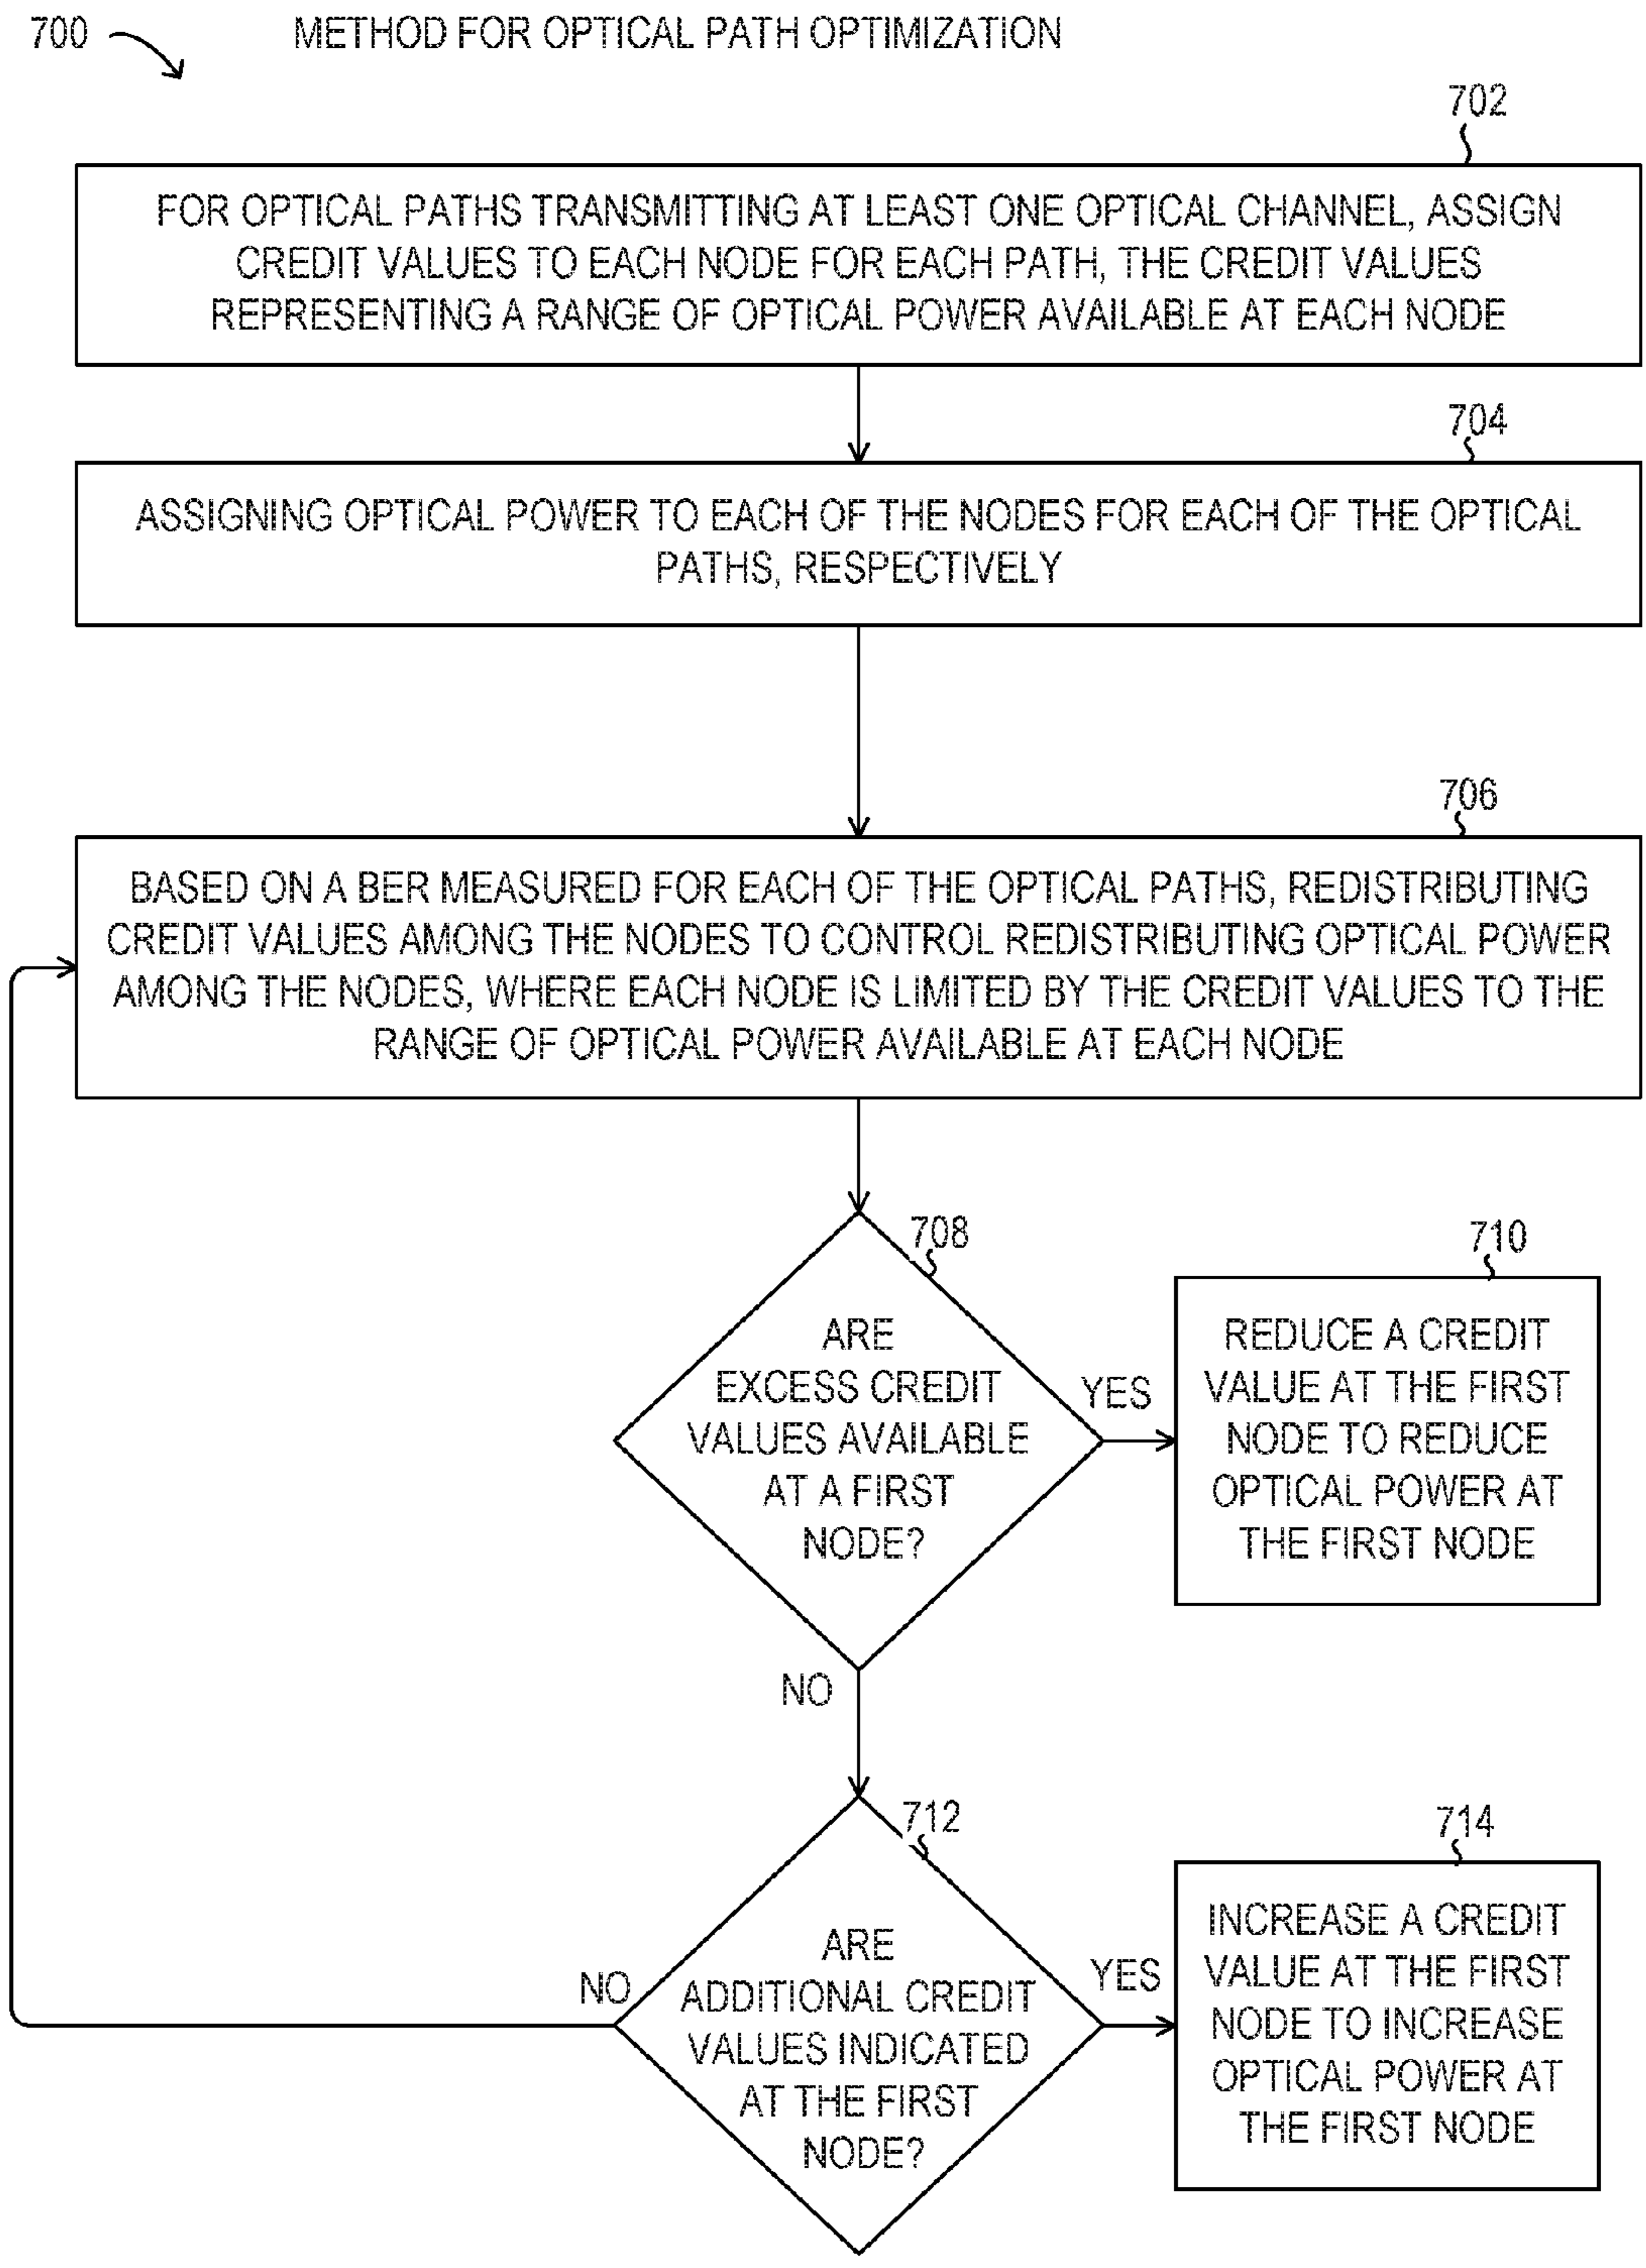 700
METHOD FOR OPTICAL PATH OPTIMIZATION
702
FOR OPTICAL PATHS TRANSMITTING AT LEAST ONE OPTICAL CHANNEL, ASSIGN
CREDIT VALUES TO EACH NODE FOR EACH PATH, THE CREDIT VALUES
REPRESENTING A RANGE OF OPTICAL POWER AVAILABLE AT EACH NODE
704
ASSIGNING OPTICAL POWER TO EACH OF THE NODES FOR EACH OF THE OPTICAL
PATHS, RESPECTIVELY
706
BASED ON A BER MEASURED FOR EACH OF THE OPTICAL PATHS, REDISTRIBUTING
CREDIT VALUES AMONG THE NODES TO CONTROL REDISTRIBUTING OPTICAL POWER
AMONG THE NODES, WHERE EACH NODE IS LIMITED BY THE CREDIT VALUES TO THE
RANGE OF OPTICAL POWER AVAILABLE AT EACH NODE
708
ARE
EXCESS CREDIT
VALUES AVAILABLE
AT A FIRST
NODE?
YES
710
REDUCE A CREDIT
VALUE AT THE FIRST
NODE TO REDUCE
OPTICAL POWER AT
THE FIRST NODE
NO
712
ARE
ADDITIONAL CREDIT
VALUES INDICATED
AT THE FIRST
NODE?
NO
YES
714
INCREASE A CREDIT
VALUE AT THE FIRST
NODE TO INCREASE
OPTICAL POWER AT
THE FIRST NODE